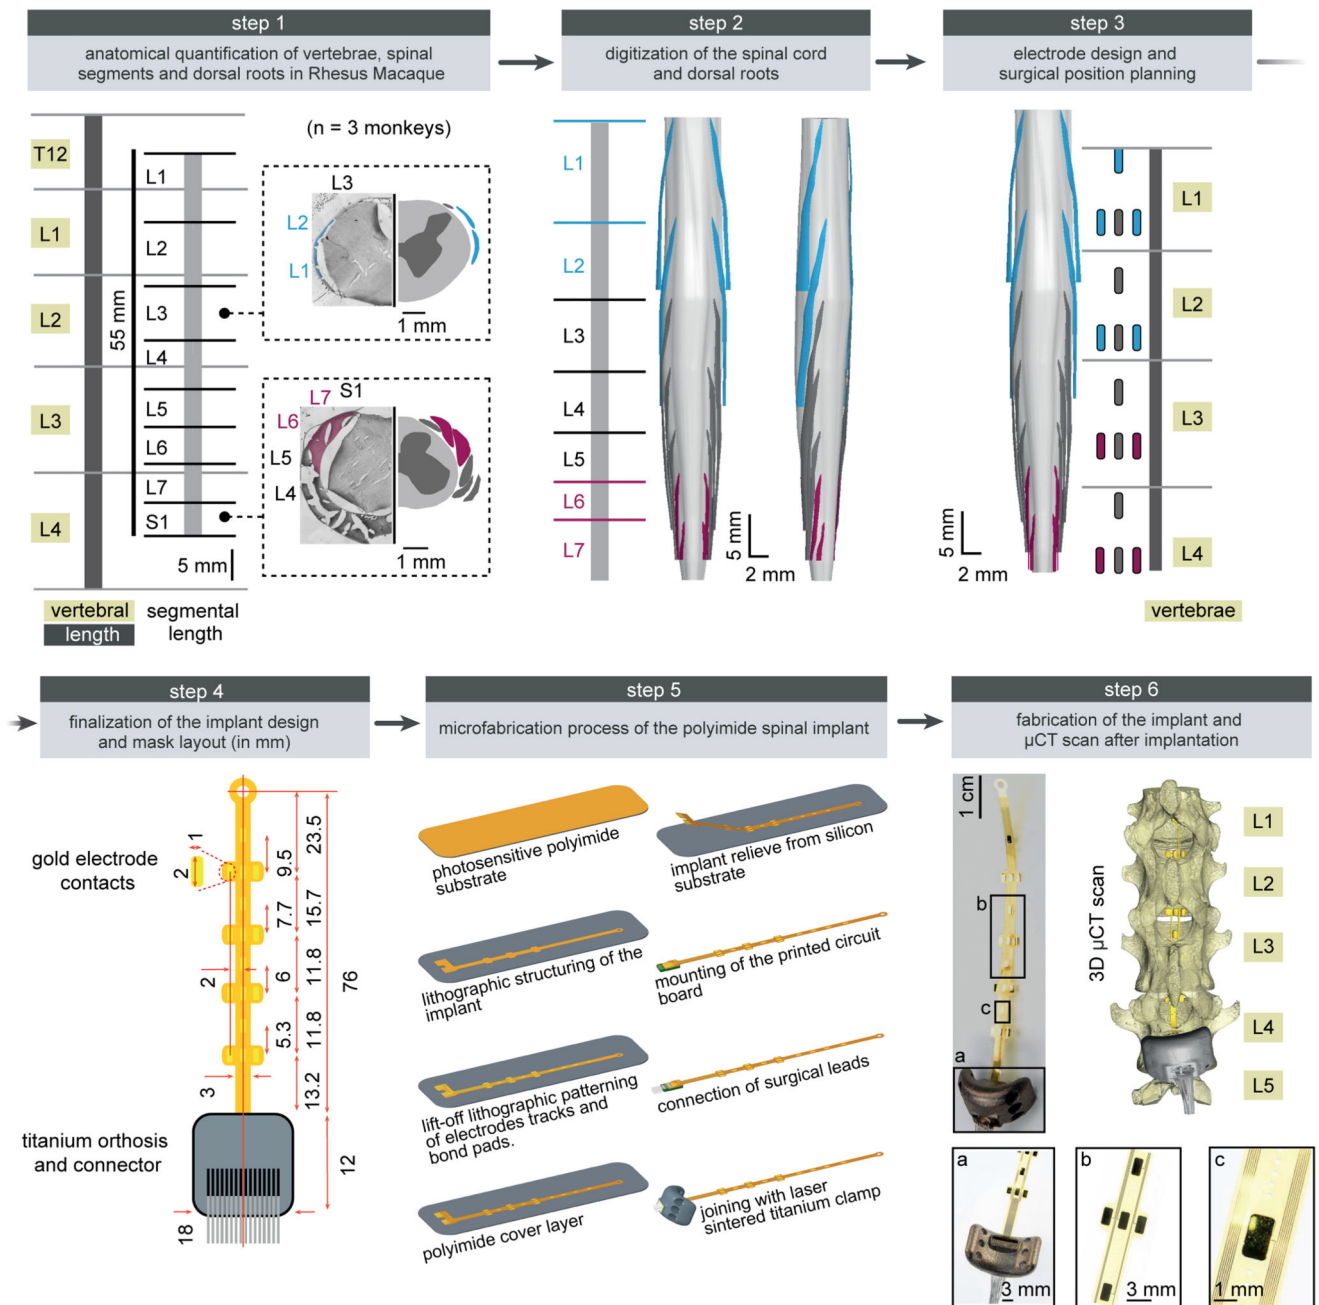 step 1
anatomical quantification of vertebrae, spinal
segments and dorsal roots in Rhesus Macaque
(n = 3 monkeys)
T12
L1
L2
L3
L4
55 mm
L1
L2
L3
L4
L5
L6
L7
S1
5 mm
L3
L2
L1
1 mm
S1
L7
L6
L5
L4
1 mm
vertebral
length
segmental
length
step 2
digitization of the spinal cord
and dorsal roots
L1
L2
L3
L4
L5
L6
L7
5 mm
2 mm
step 3
electrode design and
surgical position planning
L1
L2
L3
L4
5 mm
2 mm
vertebrae
step 4
finalization of the implant design
and mask layout (in mm)
gold electrode
contacts
1
2
9.5
23.5
7.7
15.7
2
6
11.8
76
5.3
11.8
3
13.2
titanium orthosis
and connector
12
18
step 5
microfabrication process of the polyimide spinal implant
photosensitive polyimide
substrate
implant relieve from silicon
substrate
lithographic structuring of the
implant
mounting of the printed circuit
board
lift-off lithographic patterning
of electrodes tracks and
bond pads.
connection of surgical leads
polyimide cover layer
joining with laser
sintered titanium clamp
step 6
fabrication of the implant and
µCT scan after implantation
1 cm
b
c
a
3D µCT scan
L1
L2
L3
L4
L5
a
3 mm
b
3 mm
c
1 mm